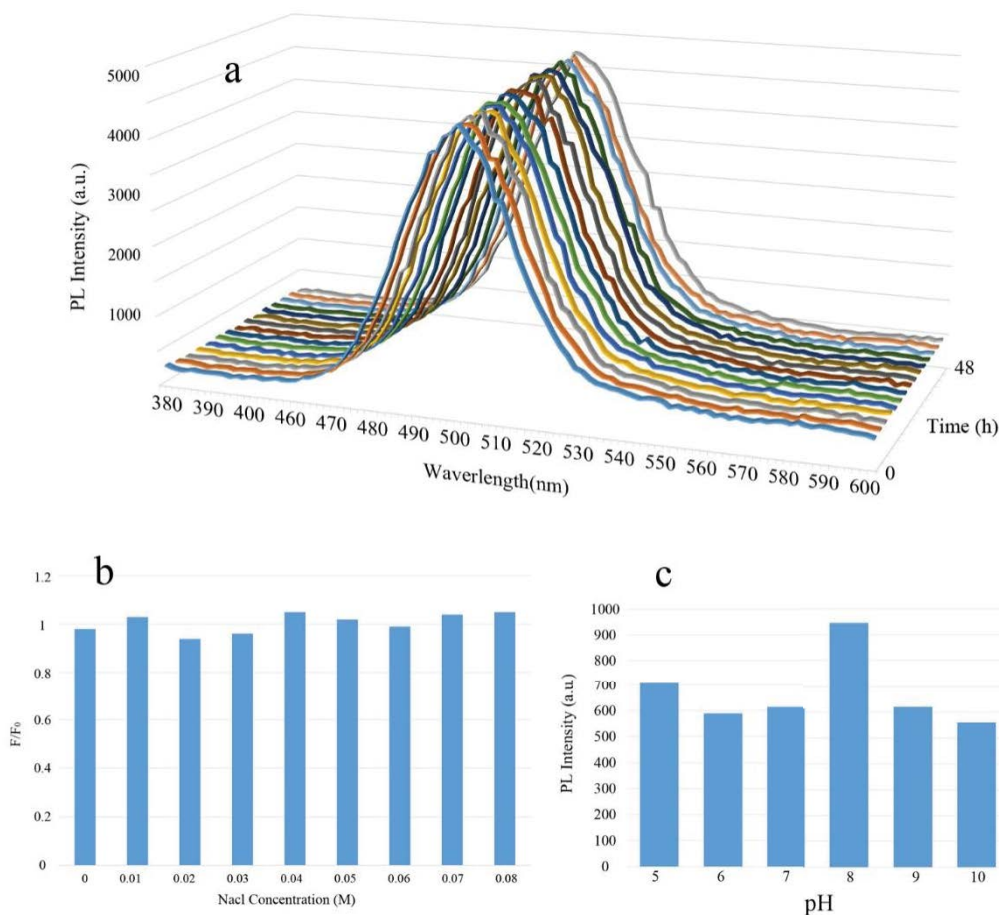 a
5000
4000
3000
2000
1000
PL Intensity (a.u.)
380 390 400 460 470 480 490 500 510 520 530 540 550 560 570 580 590 600
Waverlength(nm)
48
Time (h)
0
b
1.2
1
0.8
0.6
0.4
0.2
0
F/F₀
0 0.01 0.02 0.03 0.04 0.05 0.06 0.07 0.08
Nacl Concentration (M)
c
1000
900
800
700
600
500
400
300
200
100
0
PL Intensity (a.u)
5 6 7 8 9 10
pH